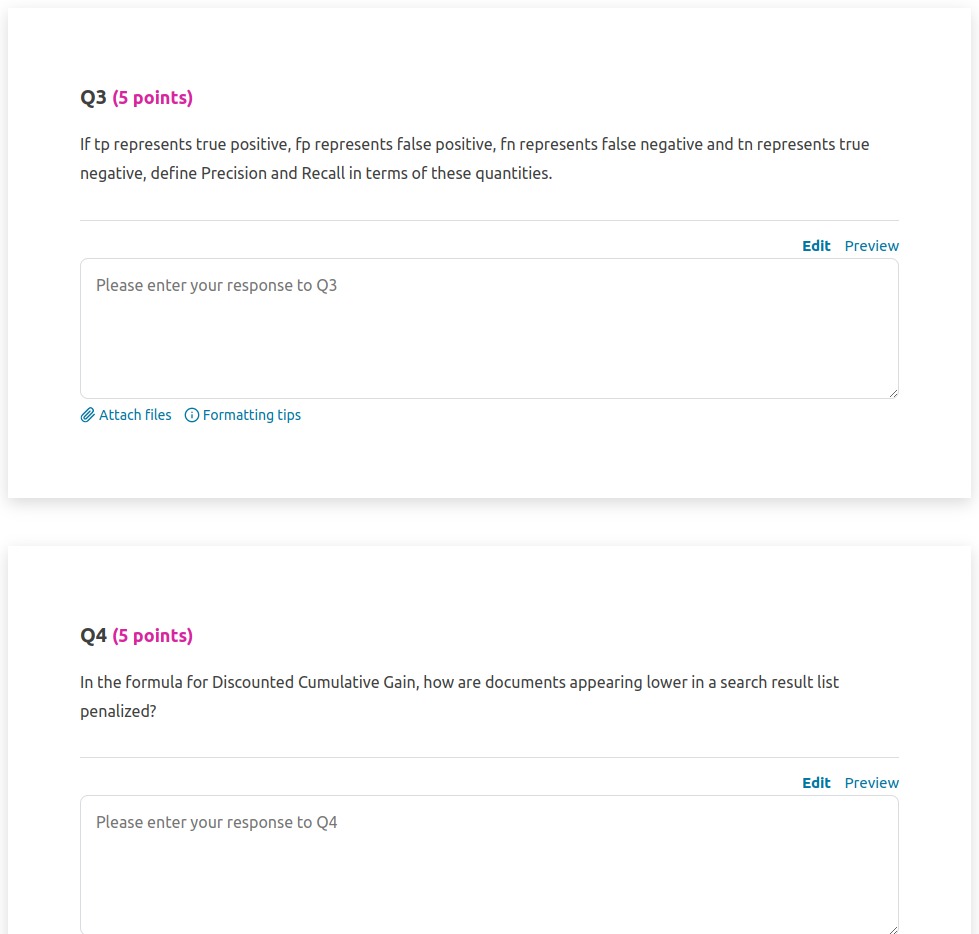 Q3 (5 points)
If tp represents true positive, fp represents false positive, fn represents false negative and tn represents true
negative, define Precision and Recall in terms of these quantities.
Edit Preview
Please enter your response to Q3
Attach files Formatting tips
Q4 (5 points)
In the formula for Discounted Cumulative Gain, how are documents appearing lower in a search result list
penalized?
Edit Preview
Please enter your response to Q4